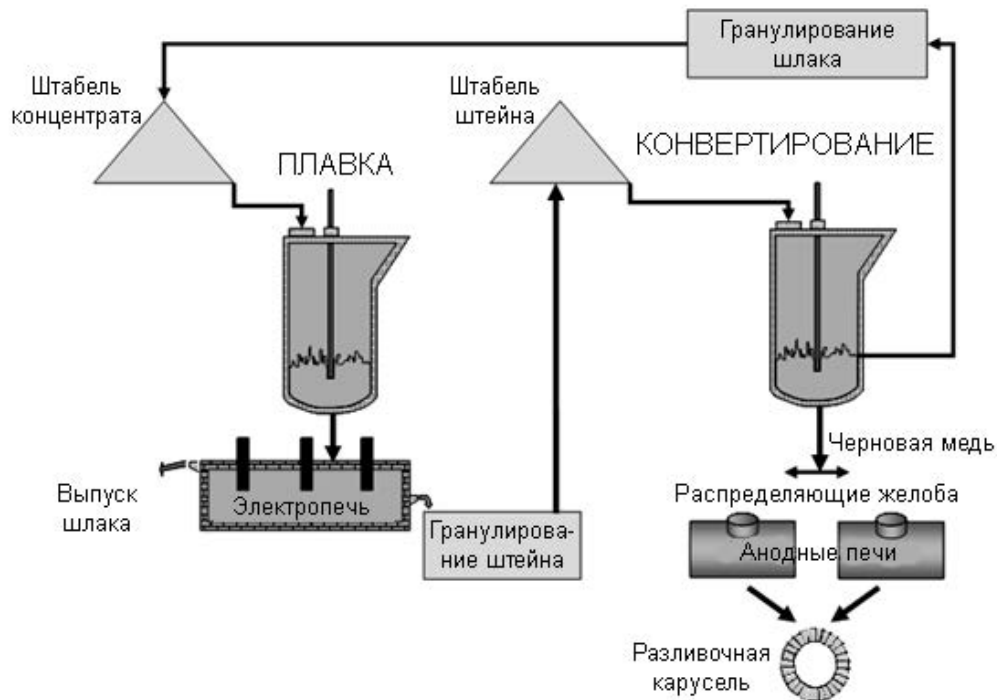 Гранулирование
шлака
Штабель
концентрата
Штабель
штейна
ПЛАВКА
КОНВЕРТИРОВАНИЕ
Черновая медь
Распределяющие желоба
Выпуск
шлака
Электропечь
Гранулирова-
ние штейна
Анодные печи
Разливочная
карусель